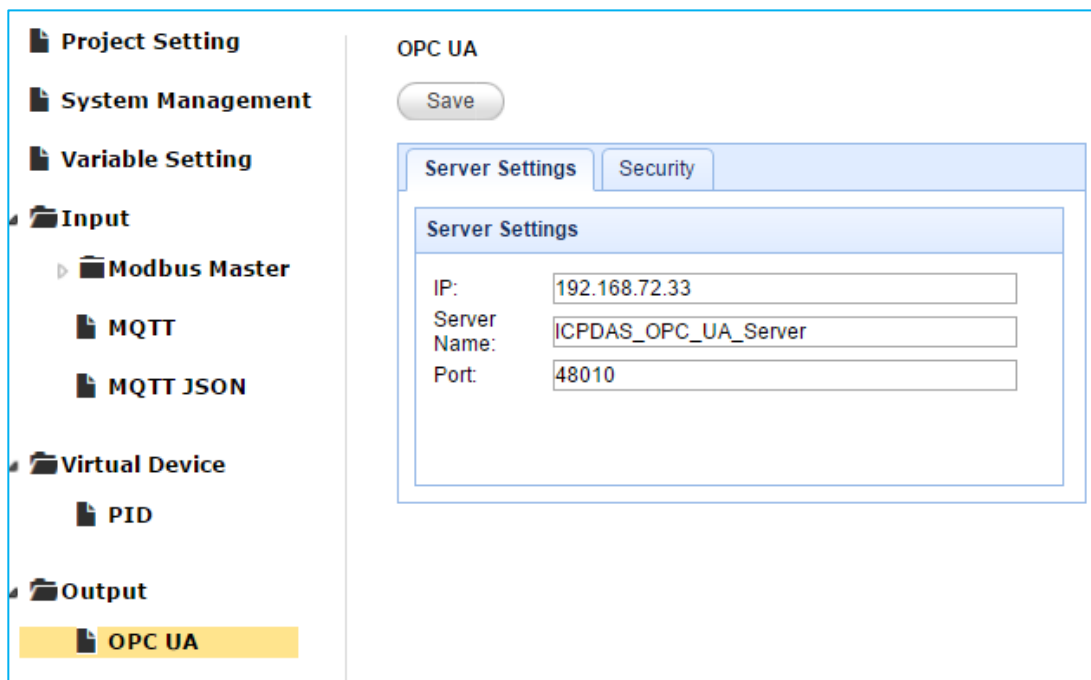 Project Setting
System Management
Variable Setting
Input
Modbus Master
MQTT
MQTT JSON
Virtual Device
PID
Output
OPC UA
OPC UA
Save
Server Settings
Security
Server Settings
IP:
192.168.72.33
Server
Name:
ICPDAS_OPC_UA_Server
Port:
48010